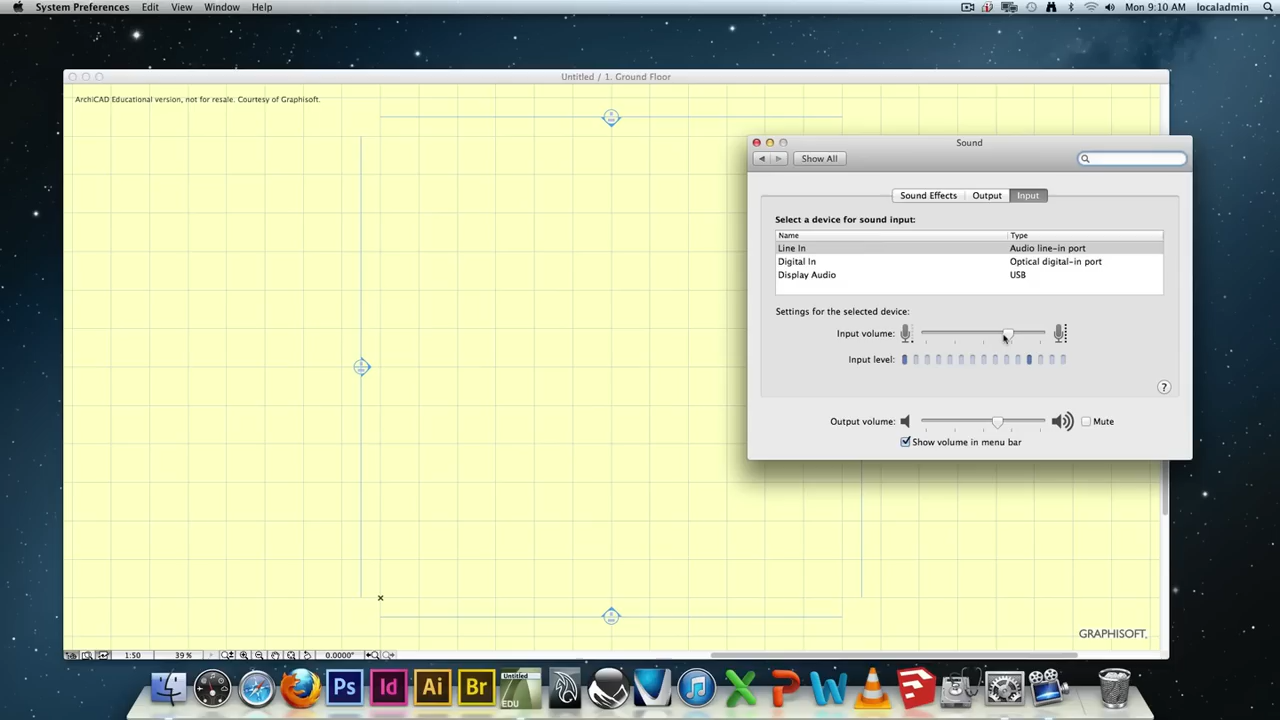 System Preferences Edit View Window Help Mon 9:10 AM localadmin
Untitled / 1. Ground Floor
ArchiCAD Educational version, not for resale. Courtesy of Graphisoft.
Sound
Show All
Sound Effects Output Input
Select a device for sound input:
Name Type
Line In Audio line-in port
Digital In Optical digital-in port
Display Audio USB
Settings for the selected device:
Input volume:
Input level:
?
Output volume: Mute
Show volume in menu bar
GRAPHISOFT.
1:50 39 % 0.0000°
Ps Id Ai Br Untitled EDU